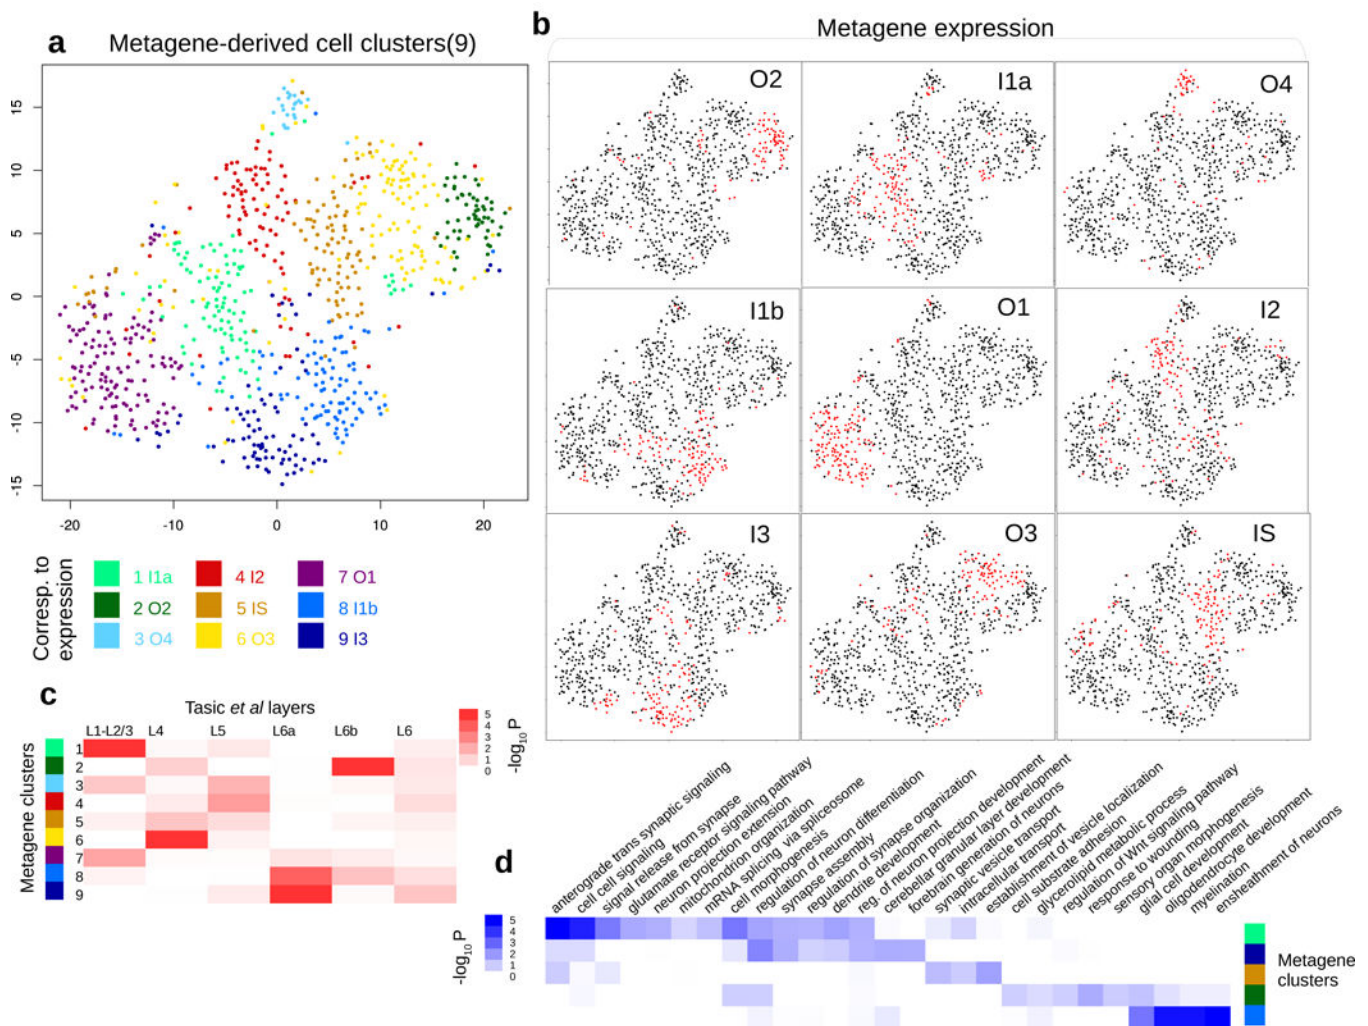 a
Metagene-derived cell clusters(9)
15
10
5
0
-5
-10
-15
-20
-10
0
10
20
Corresp. to
expression
1 I1a
2 O2
3 O4
4 I2
5 IS
6 O3
7 O1
8 I1b
9 I3
b
Metagene expression
O2
I1a
O4
I1b
O1
I2
I3
O3
IS
c
Tasic et al layers
L1-L2/3 L4 L5 L6a L6b L6
Metagene clusters
1
2
3
4
5
6
7
8
9
5
4
3
2
1
0
-log10 P
d
anterograde trans synaptic signaling
cell cell signaling
signal release from synapse
glutamate receptor signaling pathway
neuron projection extension
mitochondrion organization
mRNA splicing via spliceosome
cell morphogenesis
regulation of neuron differentiation
synapse assembly
regulation of synapse organization
dendrite development
reg. of neuron projection development
cerebellar granular layer development
forebrain generation of neurons
synaptic vesicle transport
intracellular transport
establishment of vesicle localization
cell substrate adhesion
glycerolipid metabolic process
regulation of Wnt signaling pathway
response to wounding
sensory organ morphogenesis
glial cell development
oligodendrocyte development
myelination
ensheathment of neurons
5
4
3
2
1
0
-log10 P
Metagene
clusters